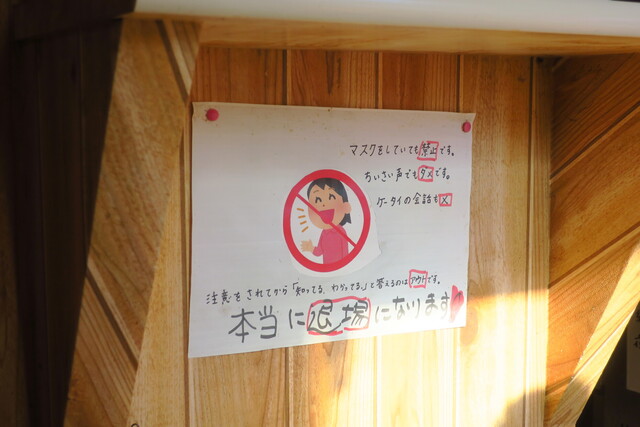 マスクをしていても禁止です。
ちいさい声でもダメです。
ケータイの会話も×
注意をされてから「知ってる、わかってる」と答えるのはアウトです。
本当に退場になります